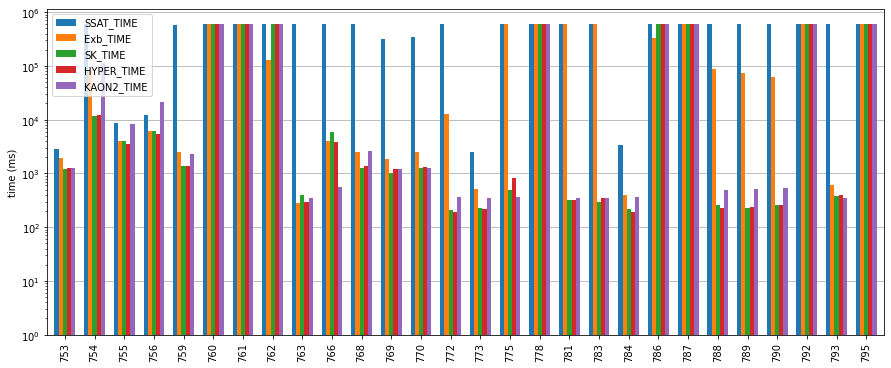 SSAT_TIME
Exb_TIME
SK_TIME
HYPER_TIME
KAON2_TIME
time (ms)
10^6
10^5
10^4
10^3
10^2
10^1
10^0
753 754 755 756 759 760 761 762 763 766 768 769 770 772 773 775 778 781 783 784 786 787 788 789 790 792 793 795